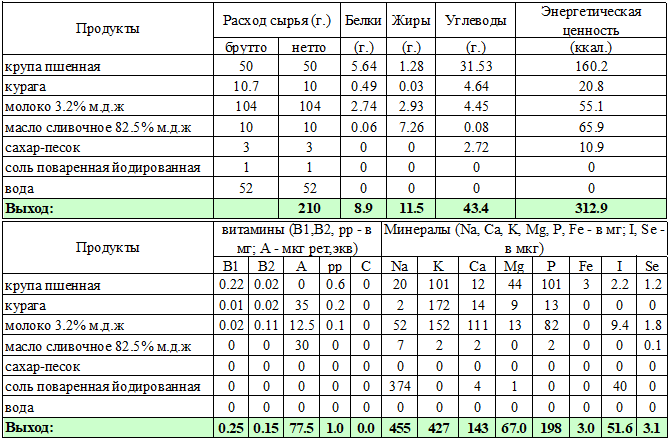 Продукты Расход сырья (г.) Белки Жиры Углеводы Энергетическая ценность
брутто нетто (г.) (г.) (г.) (ккал.)
крупа пшенная 50 50 5.64 1.28 31.53 160.2
курага 10.7 10 0.49 0.03 4.64 20.8
молоко 3.2% м.д.ж 104 104 2.74 2.93 4.45 55.1
масло сливочное 82.5% м.д.ж 10 10 0.06 7.26 0.08 65.9
сахар-песок 3 3 0 0 2.72 10.9
соль поваренная йодированная 1 1 0 0 0 0
вода 52 52 0 0 0 0
Выход: 210 8.9 11.5 43.4 312.9
Продукты витамины (В1,В2, рр - в мг; А - мкг рет,экв) Минералы (Na, Ca, K, Mg, P, Fe - в мг; I, Se - в мкг)
B1 B2 A pp C Na K Ca Mg P Fe I Se
крупа пшенная 0.22 0.02 0 0.6 0 20 101 12 44 101 3 2.2 1.2
курага 0.01 0.02 35 0.2 0 2 172 14 9 13 0 0 0
молоко 3.2% м.д.ж 0.02 0.11 12.5 0.1 0 52 152 111 13 82 0 9.4 1.8
масло сливочное 82.5% м.д.ж 0 0 30 0 0 7 2 2 0 2 0 0 0.1
сахар-песок 0 0 0 0 0 0 0 0 0 0 0 0 0
соль поваренная йодированная 0 0 0 0 0 374 0 4 1 0 0 40 0
вода 0 0 0 0 0 0 0 0 0 0 0 0 0
Выход: 0.25 0.15 77.5 1.0 0.0 455 427 143 67.0 198 3.0 51.6 3.1